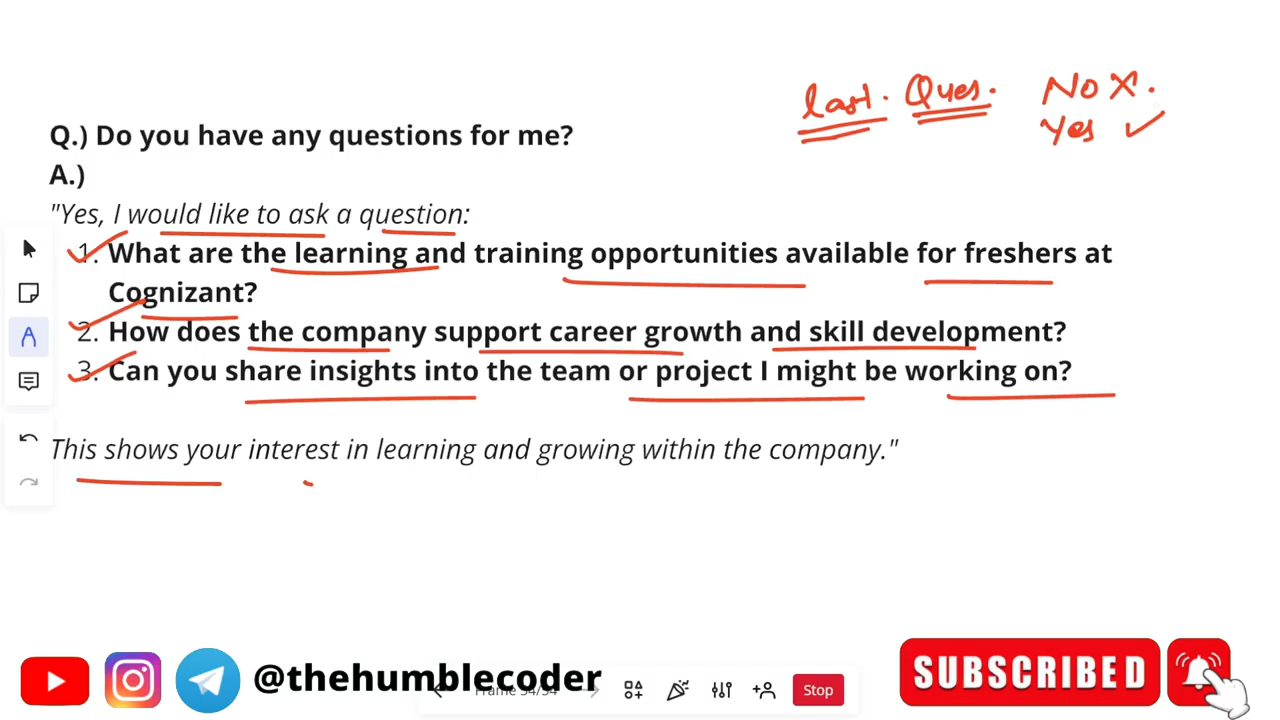 last. Ques. No X.
Yes ✓
Q.) Do you have any questions for me?
A.)
"Yes, I would like to ask a question:
1. What are the learning and training opportunities available for freshers at
Cognizant?
2. How does the company support career growth and skill development?
3. Can you share insights into the team or project I might be working on?
This shows your interest in learning and growing within the company."
@thehumblecoder
Frame 34/34
Stop
SUBSCRIBED